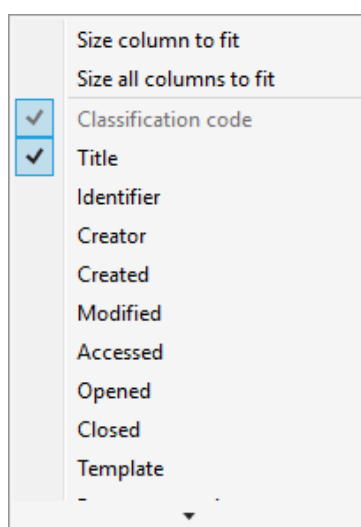 Size column to fit
Size all columns to fit
Classification code
Title
Identifier
Creator
Created
Modified
Accessed
Opened
Closed
Template